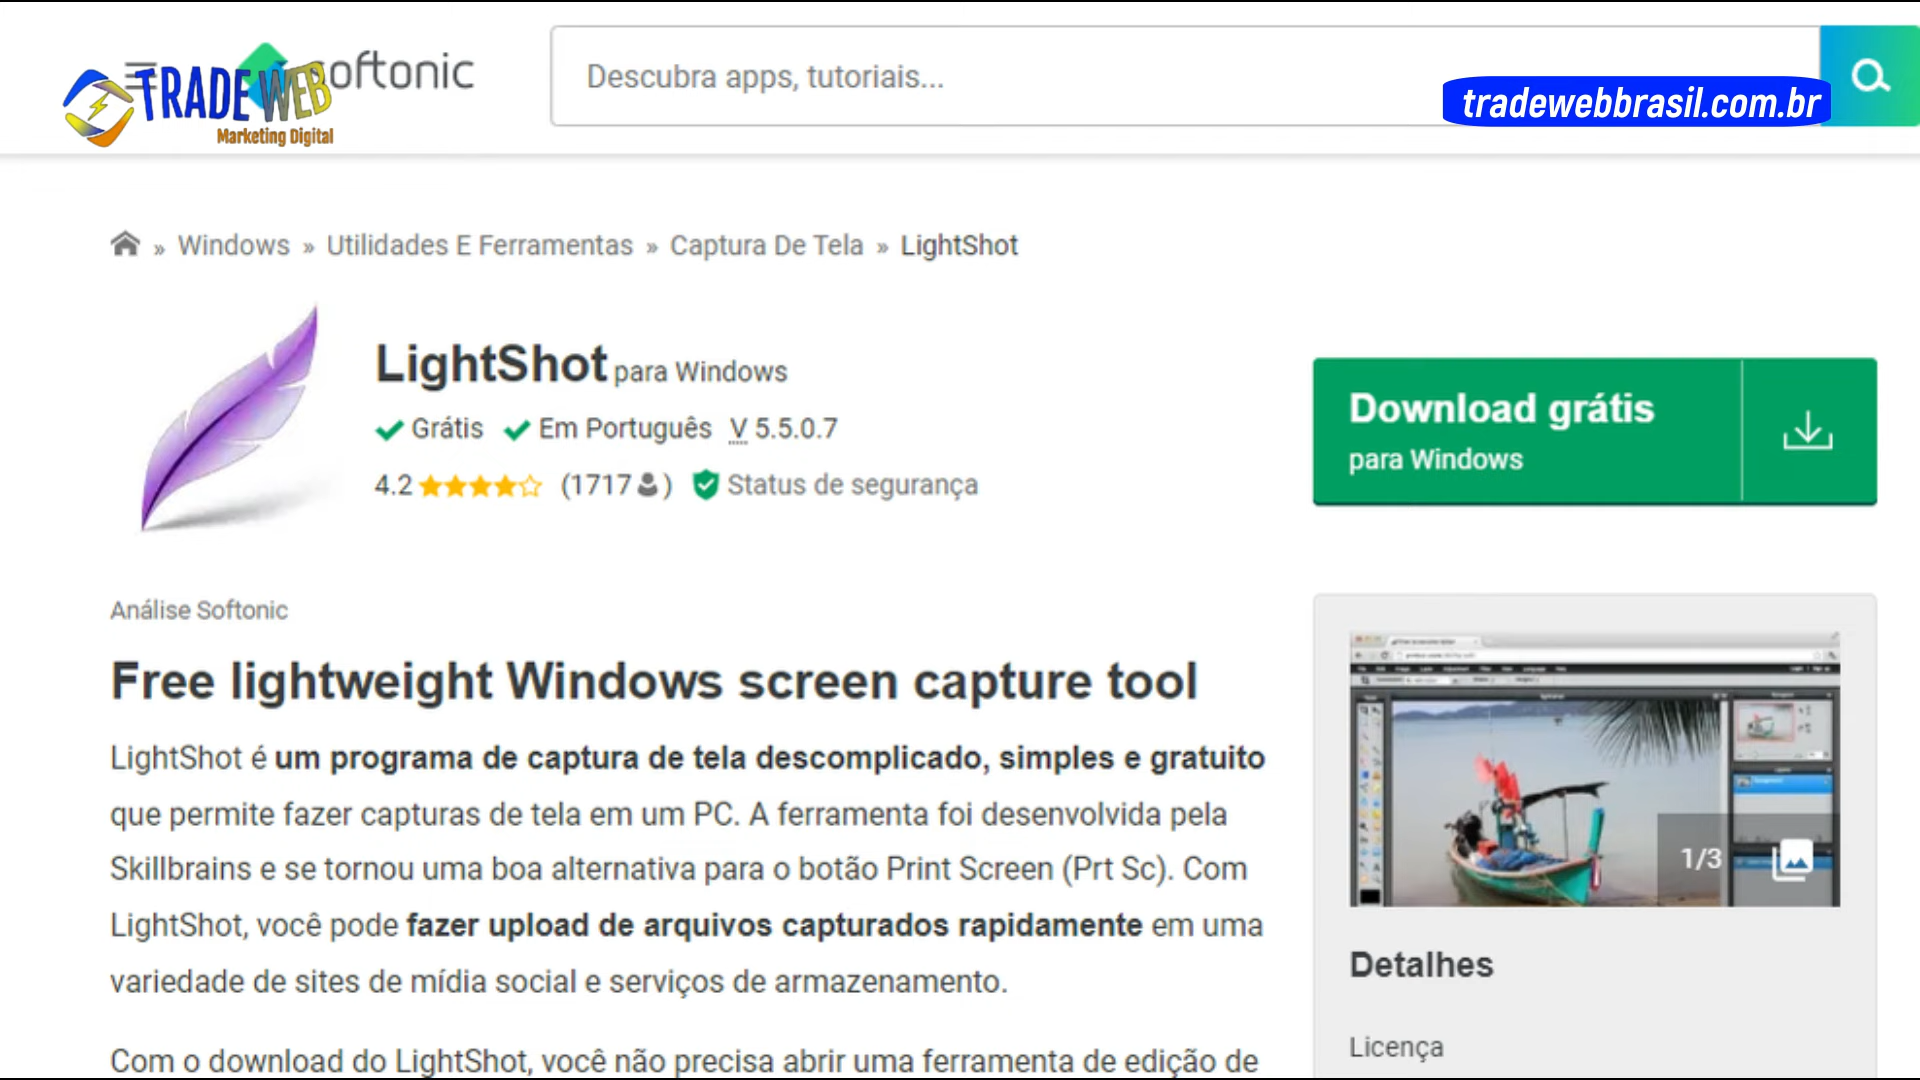 TRADE WEB
Marketing Digital
oftonic
Descubra apps, tutoriais...
tradewebbrasil.com.br
» Windows » Utilidades E Ferramentas » Captura De Tela » LightShot
LightShot para Windows
Grátis Em Português V 5.5.0.7
4.2 (1717) Status de segurança
Download grátis
para Windows
Análise Softonic
Free lightweight Windows screen capture tool
LightShot é um programa de captura de tela descomplicado, simples e gratuito
que permite fazer capturas de tela em um PC. A ferramenta foi desenvolvida pela
Skillbrains e se tornou uma boa alternativa para o botão Print Screen (Prt Sc). Com
LightShot, você pode fazer upload de arquivos capturados rapidamente em uma
variedade de sites de mídia social e serviços de armazenamento.
Com o download do LightShot, você não precisa abrir uma ferramenta de edição de
1/3
Detalhes
Licença